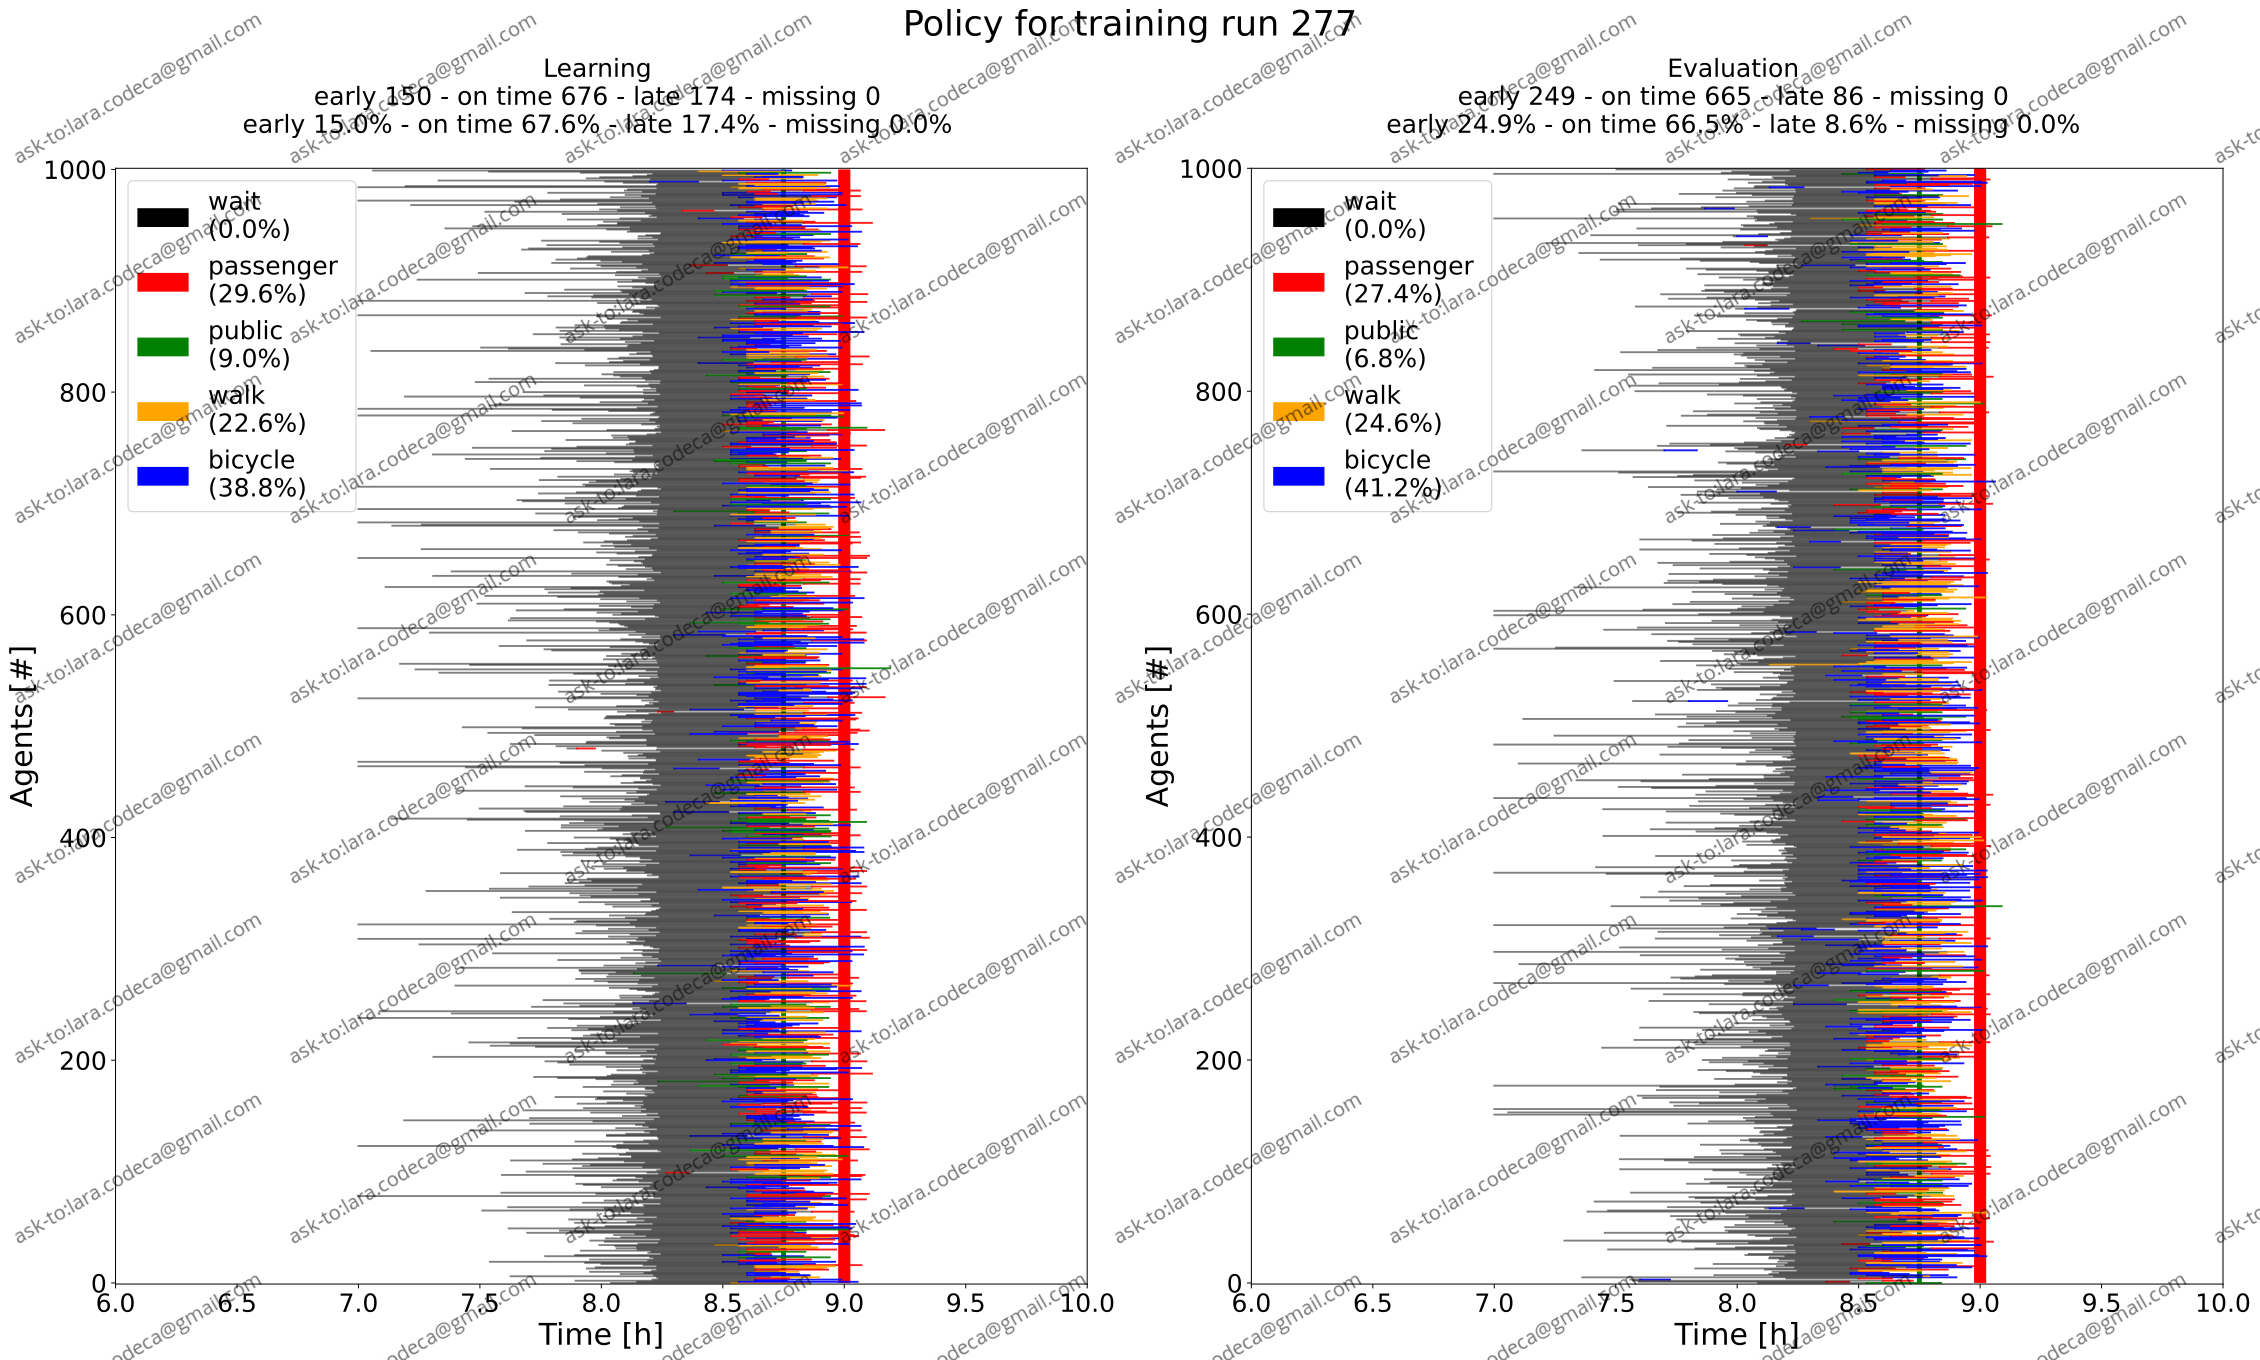 Policy for training run 277
Learning
early 150 - on time 676 - late 174 - missing 0
early 15.0% - on time 67.6% - late 17.4% - missing 0.0%
1000
800
600
400
200
0
Agents [#]
wait
(0.0%)
passenger
(29.6%)
public
(9.0%)
walk
(22.6%)
bicycle
(38.8%)
6.0 6.5 7.0 7.5 8.0 8.5 9.0 9.5 10.0
Time [h]
Evaluation
early 249 - on time 665 - late 86 - missing 0
early 24.9% - on time 66.5% - late 8.6% - missing 0.0%
1000
800
600
400
200
0
Agents [#]
wait
(0.0%)
passenger
(27.4%)
public
(6.8%)
walk
(24.6%)
bicycle
(41.2%)
6.0 6.5 7.0 7.5 8.0 8.5 9.0 9.5 10.0
Time [h]
ask-to:lara.codeca@gmail.com